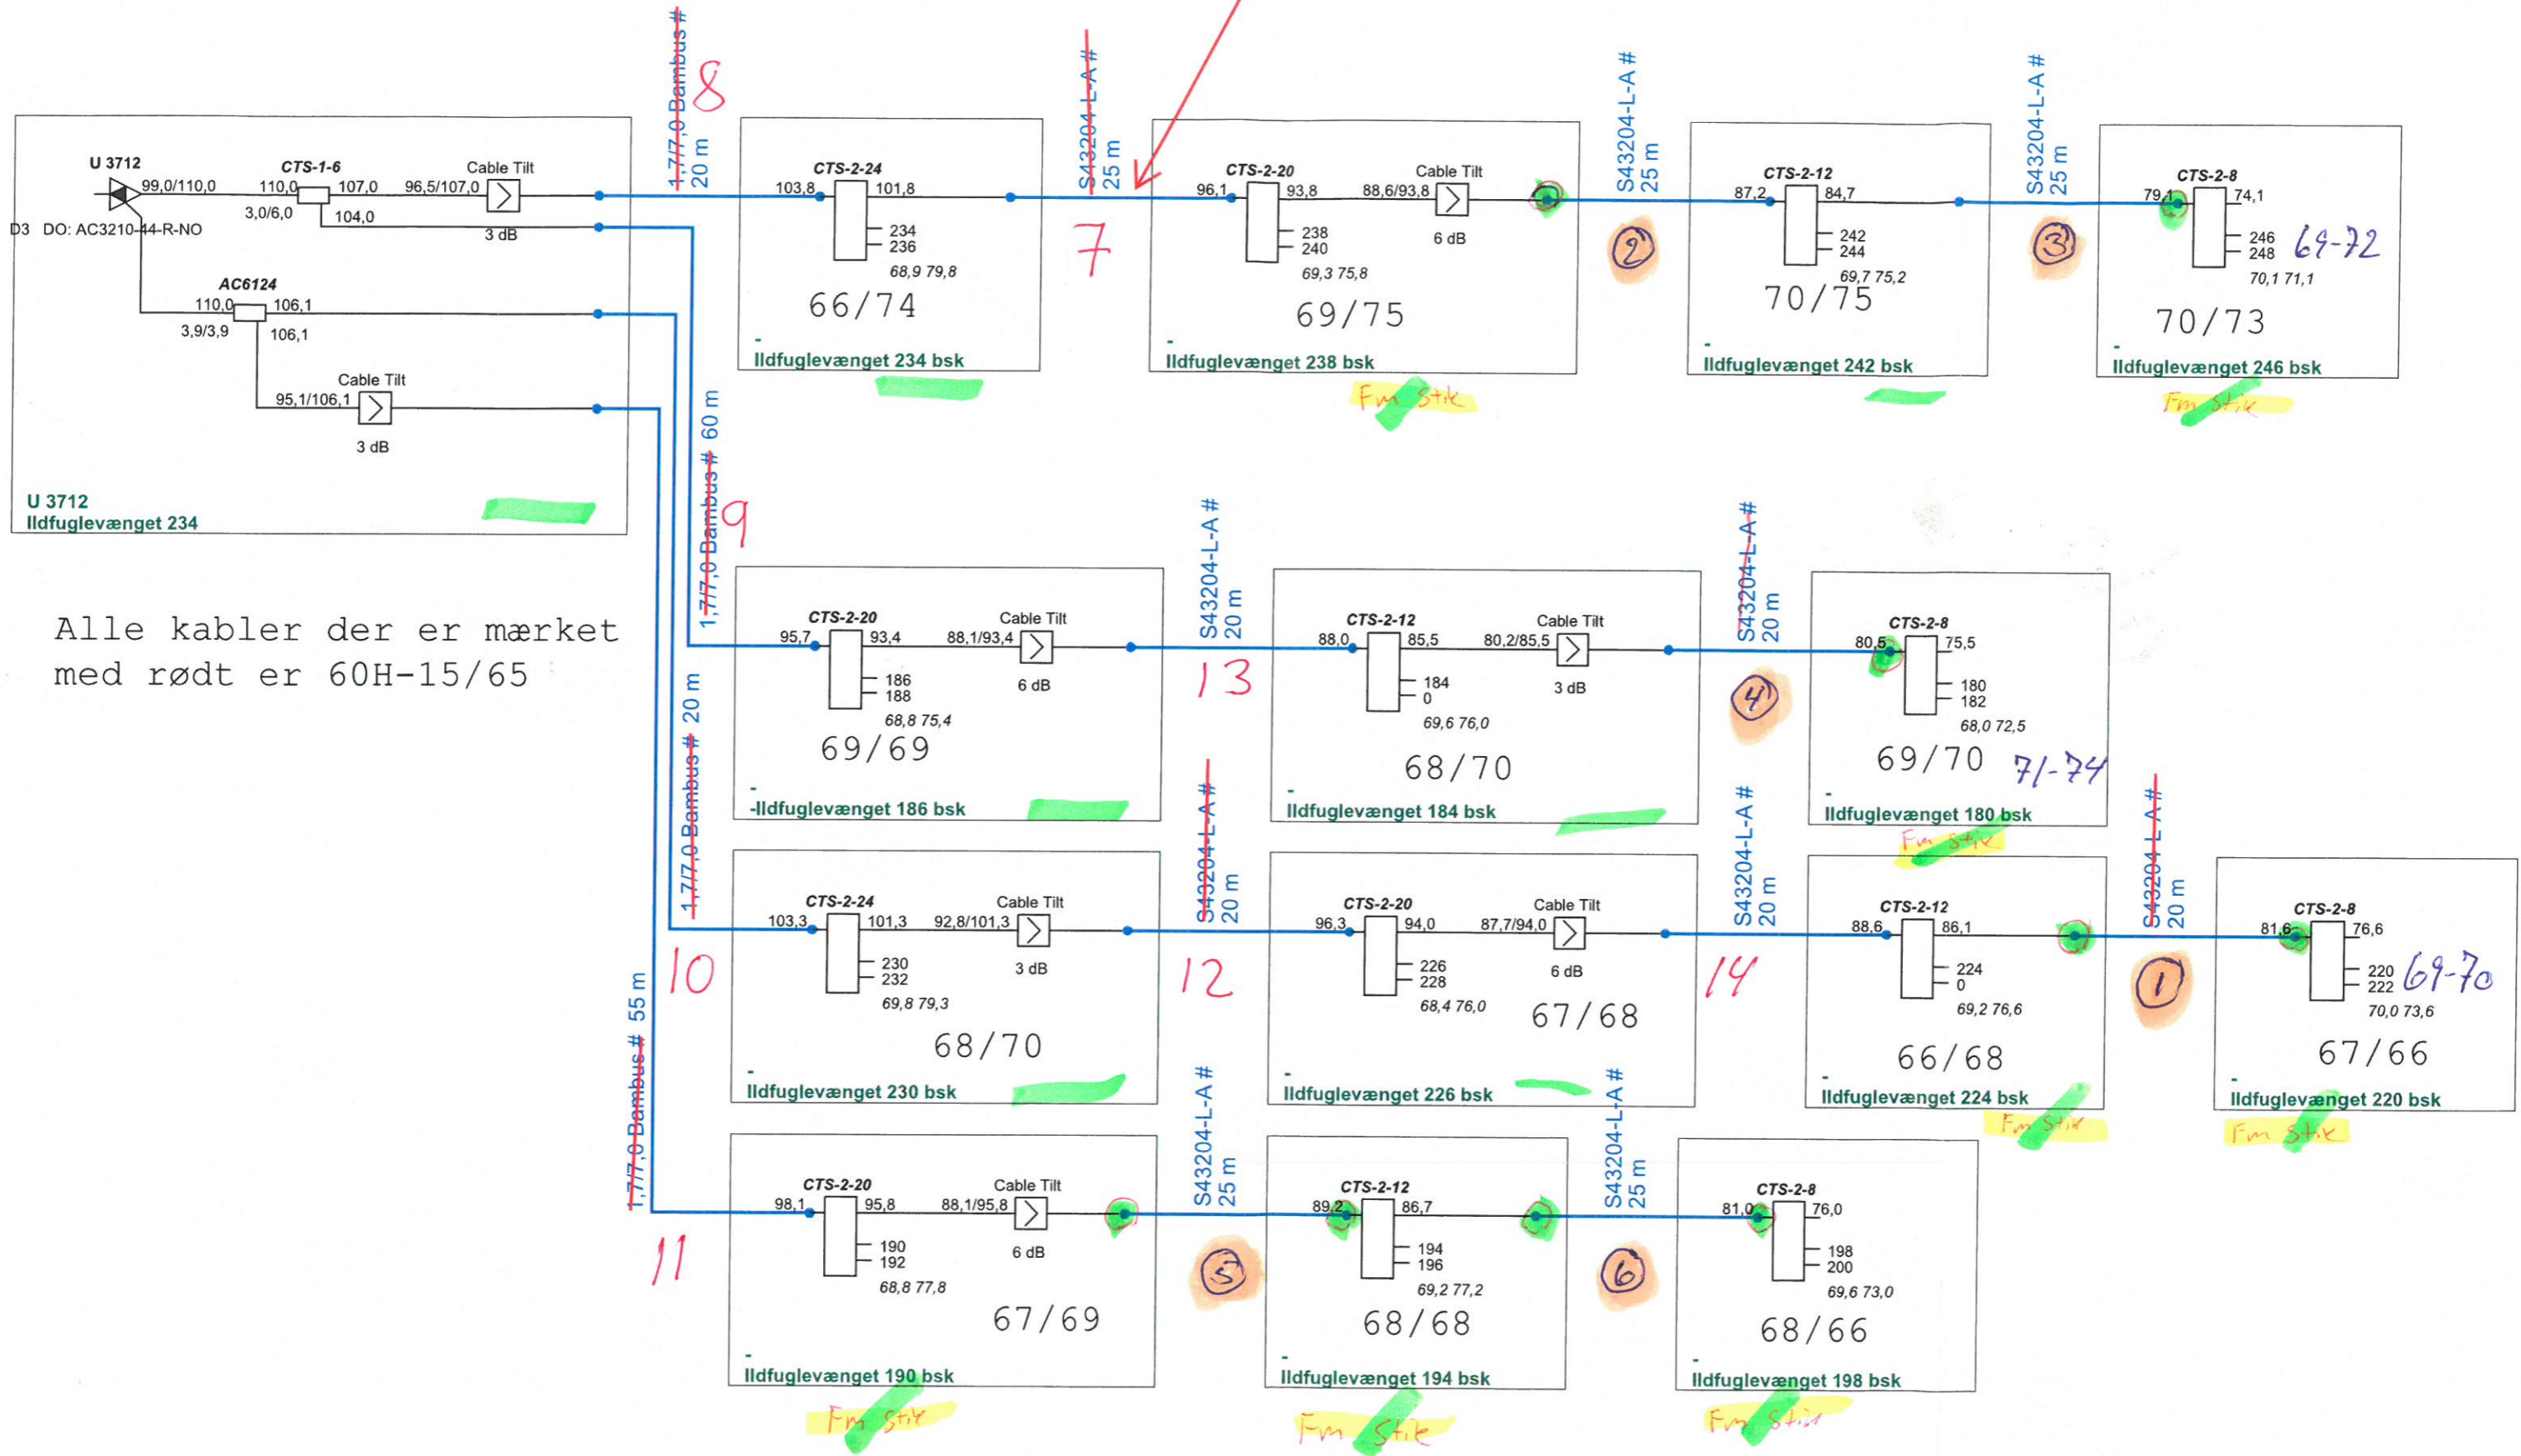 1,7/7,0 Bambus #
20 m
8
S43204-L-A #
25 m
7
S43204-L-A #
25 m
2
S43204-L-A #
25 m
3
U 3712
99,0/110,0
D3 DO: AC3210-44-R-NO
CTS-1-6
110,0
107,0
3,0/6,0
104,0
96,5/107,0
Cable Tilt
3 dB
AC6124
110,0
106,1
3,9/3,9
106,1
95,1/106,1
Cable Tilt
3 dB
U 3712
Ildfuglevænget 234
CTS-2-24
103,8
101,8
234
236
68,9 79,8
66/74
-
Ildfuglevænget 234 bsk
CTS-2-20
96,1
93,8
88,6/93,8
Cable Tilt
6 dB
238
240
69,3 75,8
69/75
-
Ildfuglevænget 238 bsk
Fm Stik
CTS-2-12
87,2
84,7
242
244
69,7 75,2
70/75
-
Ildfuglevænget 242 bsk
CTS-2-8
79,1
74,1
246
248
69-72
70,1 71,1
70/73
-
Ildfuglevænget 246 bsk
Fm Stik
Alle kabler der er mærket
med rødt er 60H-15/65
1,7/7,0 Bambus # 60 m
9
CTS-2-20
95,7
93,4
88,1/93,4
Cable Tilt
6 dB
186
188
68,8 75,4
69/69
-
-Ildfuglevænget 186 bsk
S43204-L-A #
20 m
13
CTS-2-12
88,0
85,5
80,2/85,5
Cable Tilt
3 dB
184
0
69,6 76,0
68/70
-
Ildfuglevænget 184 bsk
S43204-L-A #
20 m
4
CTS-2-8
80,5
75,5
180
182
68,0 72,5
69/70
71-74
-
Ildfuglevænget 180 bsk
Fm Stik
1,7/7,0 Bambus # 20 m
10
CTS-2-24
103,3
101,3
92,8/101,3
Cable Tilt
3 dB
230
232
69,8 79,3
68/70
-
Ildfuglevænget 230 bsk
S43204-L-A #
20 m
12
CTS-2-20
96,3
94,0
87,7/94,0
Cable Tilt
6 dB
226
228
68,4 76,0
67/68
-
Ildfuglevænget 226 bsk
S43204-L-A #
20 m
14
CTS-2-12
88,6
86,1
224
0
69,2 76,6
66/68
-
Ildfuglevænget 224 bsk
Fm Stik
S43204-L-A #
20 m
1
CTS-2-8
81,6
76,6
220
222
69-70
70,0 73,6
67/66
-
Ildfuglevænget 220 bsk
Fm Stik
1,7/7,0 Bambus # 55 m
11
CTS-2-20
98,1
95,8
88,1/95,8
Cable Tilt
6 dB
190
192
68,8 77,8
67/69
-
Ildfuglevænget 190 bsk
Fm Stik
S43204-L-A #
25 m
5
CTS-2-12
89,2
86,7
194
196
69,2 77,2
68/68
-
Ildfuglevænget 194 bsk
Fm Stik
S43204-L-A #
25 m
6
CTS-2-8
81,0
76,0
198
200
69,6 73,0
68/66
-
Ildfuglevænget 198 bsk
Fm Stik